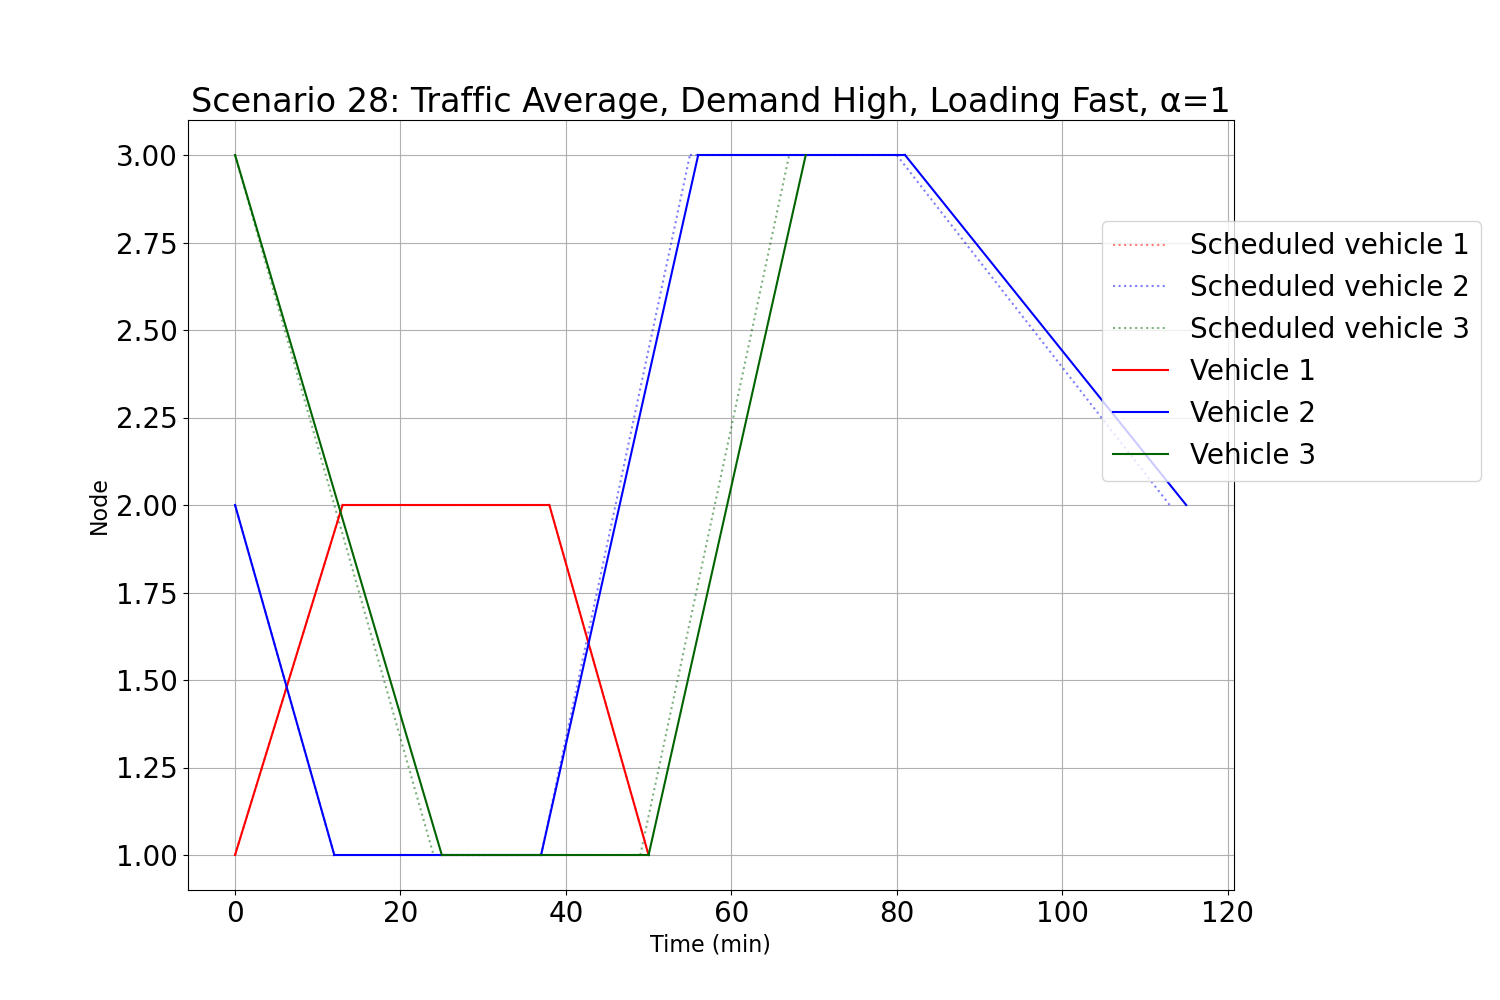 Scenario 28: Traffic Average, Demand High, Loading Fast, α=1
3.00
2.75
2.50
2.25
2.00
1.75
1.50
1.25
1.00
Node
0 20 40 60 80 100 120
Time (min)
Scheduled vehicle 1
Scheduled vehicle 2
Scheduled vehicle 3
Vehicle 1
Vehicle 2
Vehicle 3